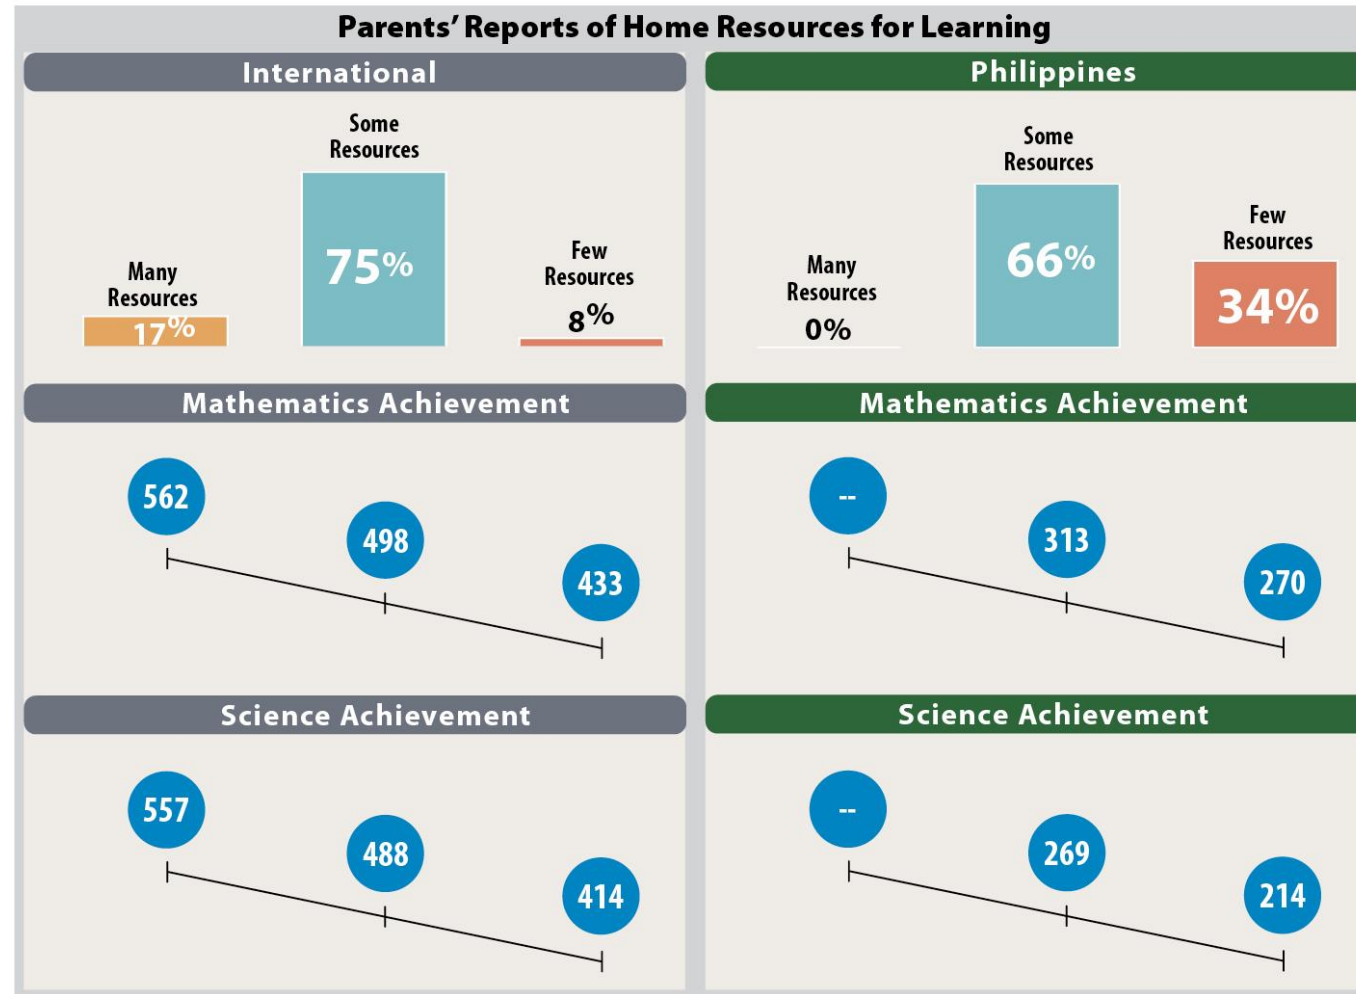 Parents' Reports of Home Resources for Learning
International
Many
Resources
17%
Some
Resources
75%
Few
Resources
8%
Mathematics Achievement
562
498
433
Science Achievement
557
488
414
Philippines
Many
Resources
0%
Some
Resources
66%
Few
Resources
34%
Mathematics Achievement
--
313
270
Science Achievement
--
269
214